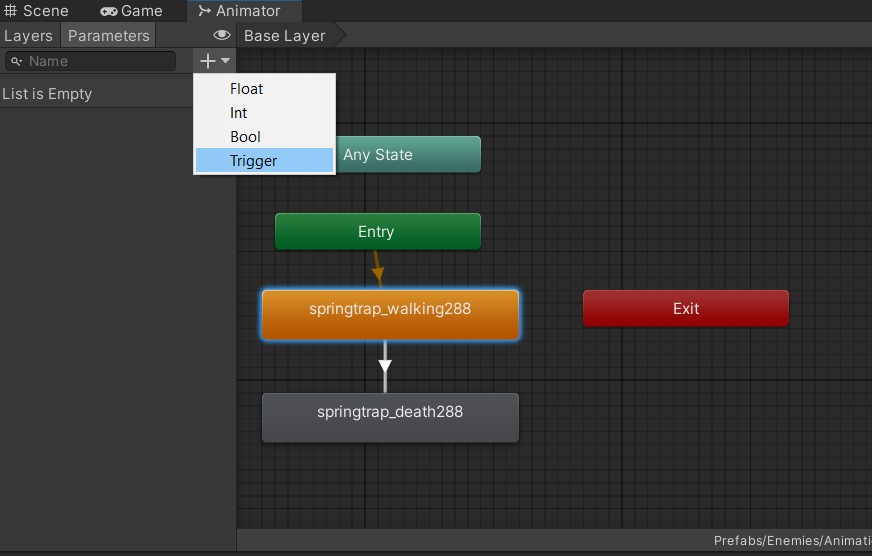 Scene Game Animator
Layers Parameters Base Layer
Name
List is Empty
Float
Int
Bool
Trigger
Any State
Entry
springtrap_walking288
Exit
springtrap_death288
Prefabs/Enemies/Animati